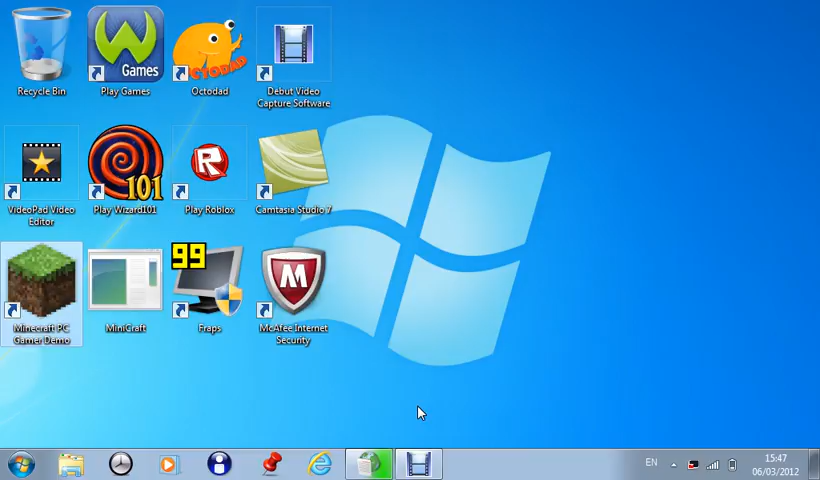 Recycle Bin
W Games
Play Games
OCTODAD
Octodad
Debut Video
Capture Software
VideoPad Video
Editor
101
Play Wizard101
R
Play Roblox
Camtasia Studio 7
Minecraft PC
Gamer Demo
MiniCraft
99
Fraps
M
McAfee Internet
Security
EN
15:47
06/03/2012